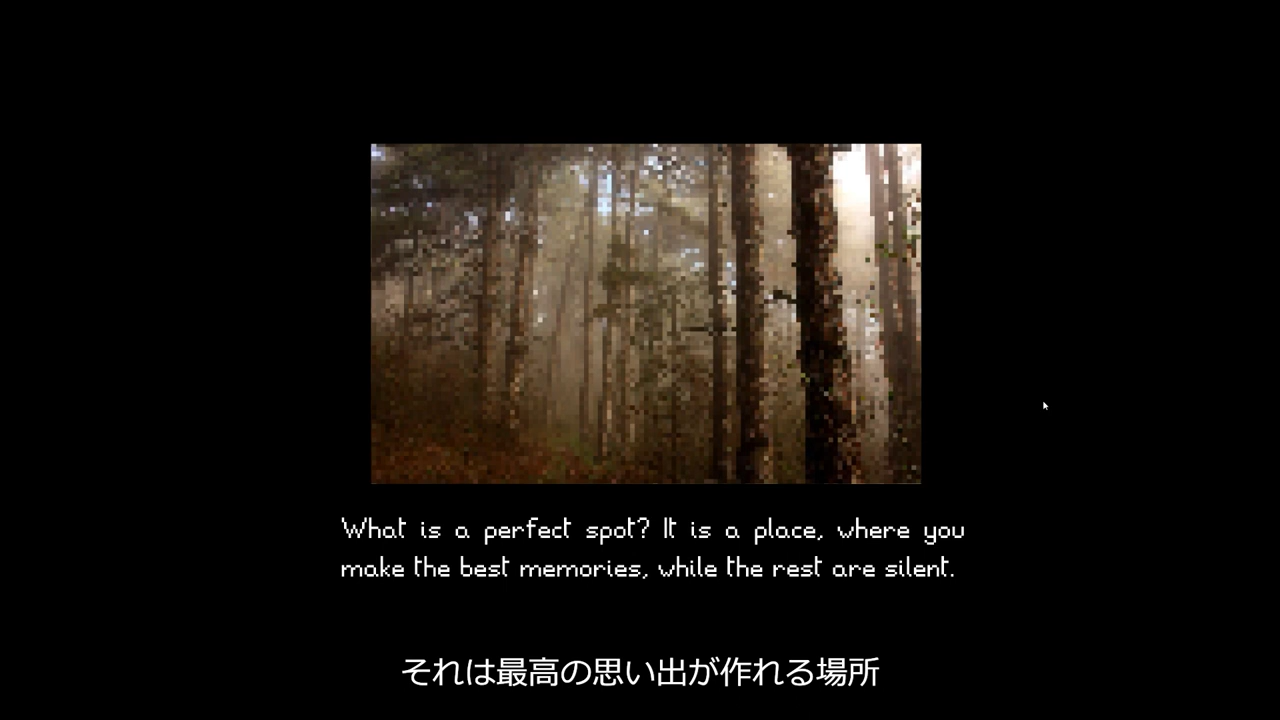 What is a perfect spot? It is a place, where you
make the best memories, while the rest are silent.
それは最高の思い出が作れる場所